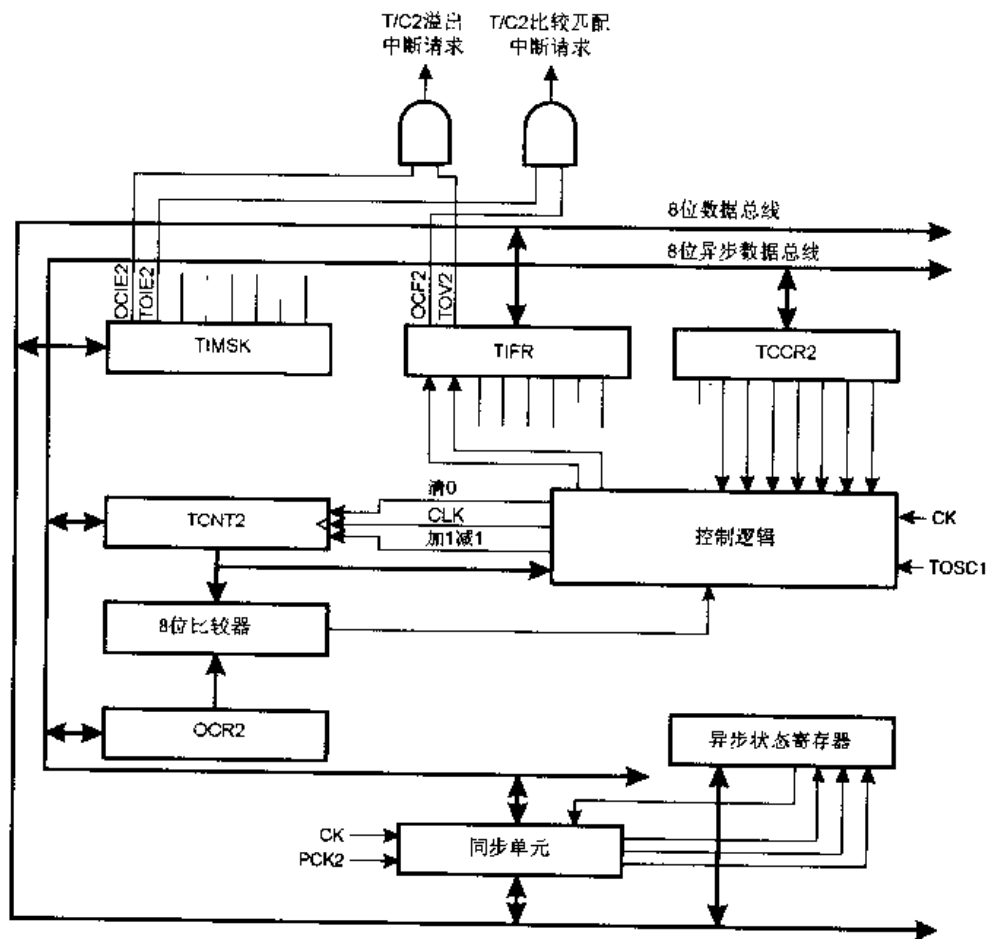 T/C2溢出
中断请求
T/C2比较匹配
中断请求
8位数据总线
8位异步数据总线
OCIE2
TOIE2
OCF2
TOV2
TIMSK
TIFR
TCCR2
清0
CLK
加1减1
TCNT2
控制逻辑
CK
TOSC1
8位比较器
OCR2
异步状态寄存器
CK
PCK2
同步单元